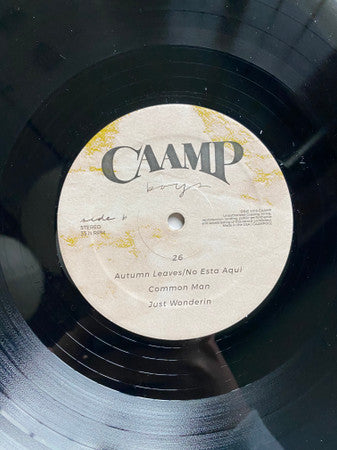 CAAMP
boys
side b
STEREO
33 ⅓ RPM
26
Autumn Leaves/No Esta Aqui
Common Man
Just Wonderin